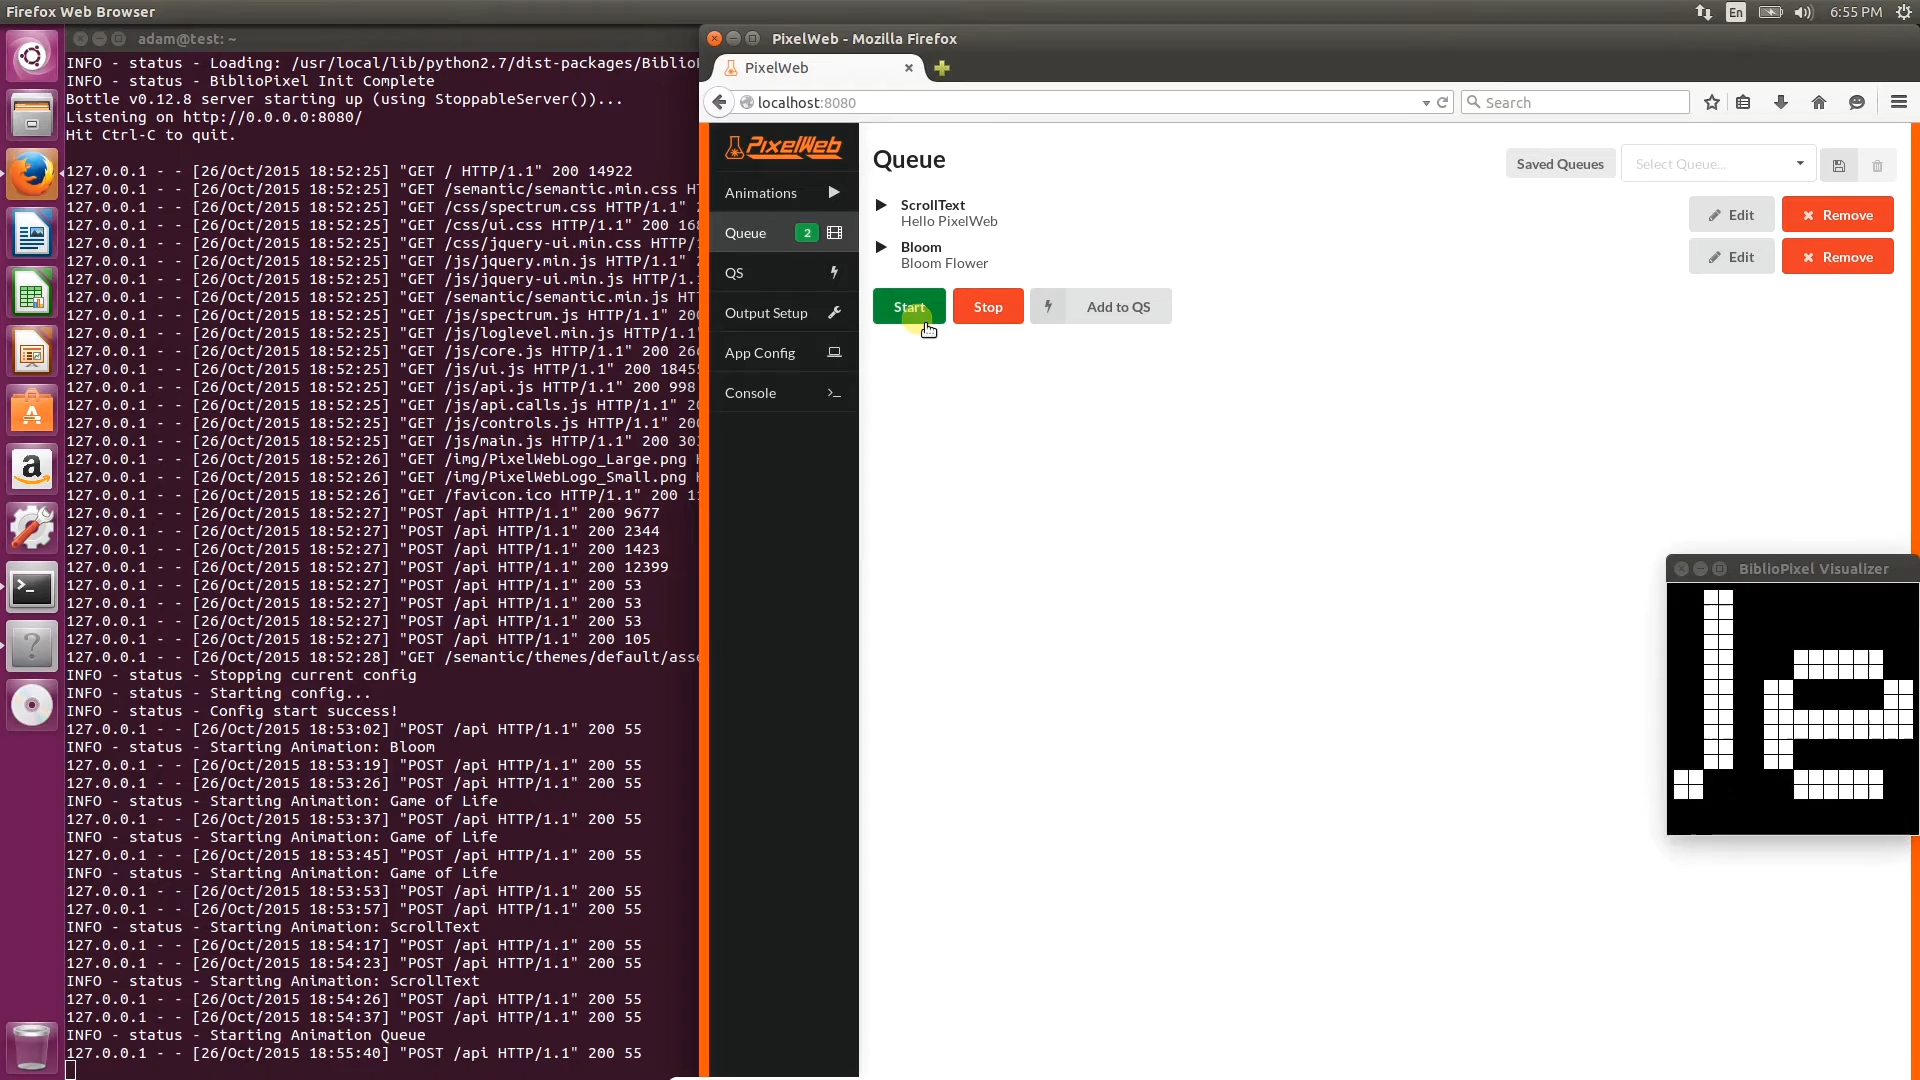 Firefox Web Browser
En
6:55 PM
adam@test: ~
INFO - status - Loading: /usr/local/lib/python2.7/dist-packages/Biblio
INFO - status - BiblioPixel Init Complete
Bottle v0.12.8 server starting up (using StoppableServer())...
Listening on http://0.0.0.0:8080/
Hit Ctrl-C to quit.
127.0.0.1 - - [26/Oct/2015 18:52:25] "GET / HTTP/1.1" 200 14922
127.0.0.1 - - [26/Oct/2015 18:52:25] "GET /semantic/semantic.min.css H
127.0.0.1 - - [26/Oct/2015 18:52:25] "GET /css/spectrum.css HTTP/1.1"
127.0.0.1 - - [26/Oct/2015 18:52:25] "GET /css/ui.css HTTP/1.1" 200 16
127.0.0.1 - - [26/Oct/2015 18:52:25] "GET /css/jquery-ui.min.css HTTP/
127.0.0.1 - - [26/Oct/2015 18:52:25] "GET /js/jquery.min.js HTTP/1.1"
127.0.0.1 - - [26/Oct/2015 18:52:25] "GET /js/jquery-ui.min.js HTTP/1.
127.0.0.1 - - [26/Oct/2015 18:52:25] "GET /semantic/semantic.min.js HT
127.0.0.1 - - [26/Oct/2015 18:52:25] "GET /js/spectrum.js HTTP/1.1" 20
127.0.0.1 - - [26/Oct/2015 18:52:25] "GET /js/loglevel.min.js HTTP/1.1
127.0.0.1 - - [26/Oct/2015 18:52:25] "GET /js/core.js HTTP/1.1" 200 26
127.0.0.1 - - [26/Oct/2015 18:52:25] "GET /js/ui.js HTTP/1.1" 200 1845
127.0.0.1 - - [26/Oct/2015 18:52:25] "GET /js/api.js HTTP/1.1" 200 998
127.0.0.1 - - [26/Oct/2015 18:52:25] "GET /js/api.calls.js HTTP/1.1" 2
127.0.0.1 - - [26/Oct/2015 18:52:25] "GET /js/controls.js HTTP/1.1" 20
127.0.0.1 - - [26/Oct/2015 18:52:25] "GET /js/main.js HTTP/1.1" 200 30
127.0.0.1 - - [26/Oct/2015 18:52:26] "GET /img/PixelWebLogo_Large.png
127.0.0.1 - - [26/Oct/2015 18:52:26] "GET /img/PixelWebLogo_Small.png
127.0.0.1 - - [26/Oct/2015 18:52:26] "GET /favicon.ico HTTP/1.1" 200 1
127.0.0.1 - - [26/Oct/2015 18:52:27] "POST /api HTTP/1.1" 200 9677
127.0.0.1 - - [26/Oct/2015 18:52:27] "POST /api HTTP/1.1" 200 2344
127.0.0.1 - - [26/Oct/2015 18:52:27] "POST /api HTTP/1.1" 200 1423
127.0.0.1 - - [26/Oct/2015 18:52:27] "POST /api HTTP/1.1" 200 12399
127.0.0.1 - - [26/Oct/2015 18:52:27] "POST /api HTTP/1.1" 200 53
127.0.0.1 - - [26/Oct/2015 18:52:27] "POST /api HTTP/1.1" 200 53
127.0.0.1 - - [26/Oct/2015 18:52:27] "POST /api HTTP/1.1" 200 53
127.0.0.1 - - [26/Oct/2015 18:52:27] "POST /api HTTP/1.1" 200 105
127.0.0.1 - - [26/Oct/2015 18:52:28] "GET /semantic/themes/default/ass
INFO - status - Stopping current config
INFO - status - Starting config...
INFO - status - Config start success!
127.0.0.1 - - [26/Oct/2015 18:53:02] "POST /api HTTP/1.1" 200 55
INFO - status - Starting Animation: Bloom
127.0.0.1 - - [26/Oct/2015 18:53:19] "POST /api HTTP/1.1" 200 55
127.0.0.1 - - [26/Oct/2015 18:53:26] "POST /api HTTP/1.1" 200 55
INFO - status - Starting Animation: Game of Life
127.0.0.1 - - [26/Oct/2015 18:53:37] "POST /api HTTP/1.1" 200 55
INFO - status - Starting Animation: Game of Life
127.0.0.1 - - [26/Oct/2015 18:53:45] "POST /api HTTP/1.1" 200 55
INFO - status - Starting Animation: Game of Life
127.0.0.1 - - [26/Oct/2015 18:53:53] "POST /api HTTP/1.1" 200 55
127.0.0.1 - - [26/Oct/2015 18:53:57] "POST /api HTTP/1.1" 200 55
INFO - status - Starting Animation: ScrollText
127.0.0.1 - - [26/Oct/2015 18:54:17] "POST /api HTTP/1.1" 200 55
127.0.0.1 - - [26/Oct/2015 18:54:23] "POST /api HTTP/1.1" 200 55
INFO - status - Starting Animation: ScrollText
127.0.0.1 - - [26/Oct/2015 18:54:26] "POST /api HTTP/1.1" 200 55
127.0.0.1 - - [26/Oct/2015 18:54:37] "POST /api HTTP/1.1" 200 55
INFO - status - Starting Animation Queue
127.0.0.1 - - [26/Oct/2015 18:55:40] "POST /api HTTP/1.1" 200 55
PixelWeb - Mozilla Firefox
PixelWeb
localhost:8080
Search
PixelWeb
Animations
Queue 2
QS
Output Setup
App Config
Console
Queue
Saved Queues
Select Queue...
ScrollText
Hello PixelWeb
Edit
Remove
Bloom
Bloom Flower
Edit
Remove
Start
Stop
Add to QS
BiblioPixel Visualizer